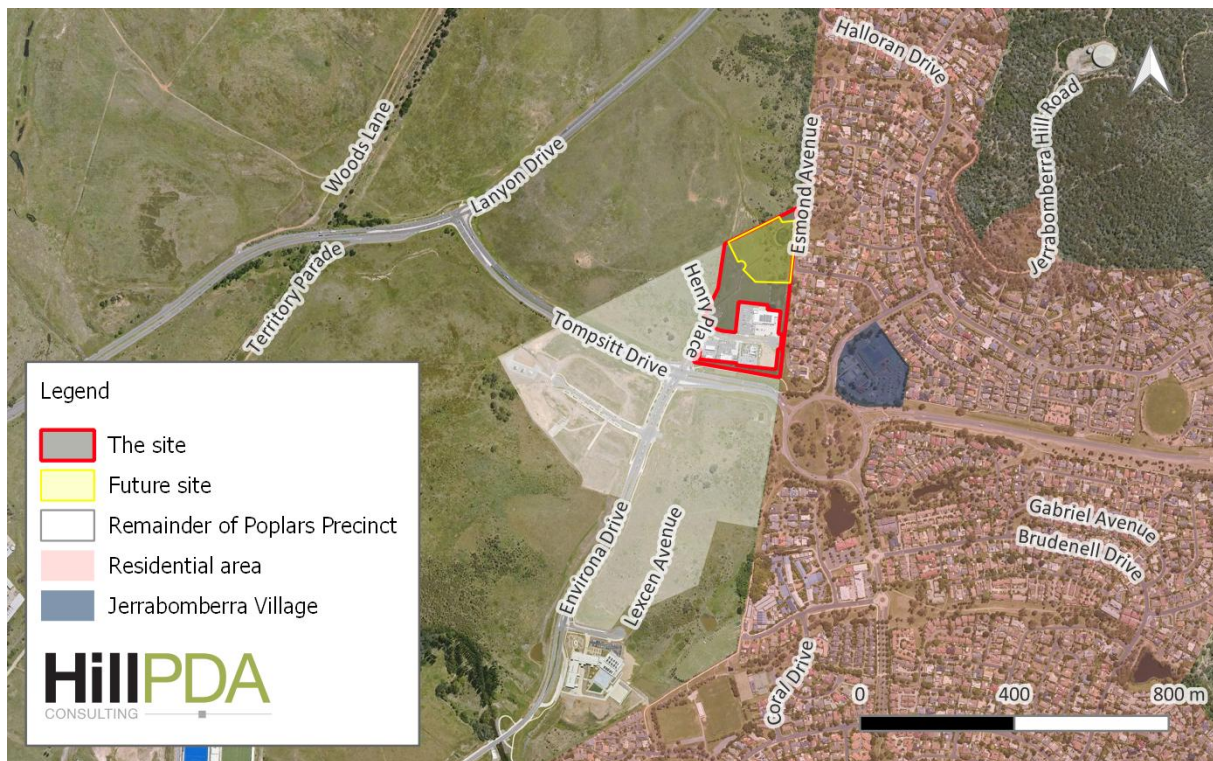 Halloran Drive
Woods Lane
Lanyon Drive
Esmond Avenue
Jerrabomberra Hill Road
Territory Parade
Henry Place
Tompsitt Drive
Legend
The site
Future site
Remainder of Poplars Precinct
Residential area
Jerrabomberra Village
HillPDA
CONSULTING
Environa Drive
Lexcen Avenue
Gabriel Avenue
Brudenell Drive
Coral Drive
0 400 800 m